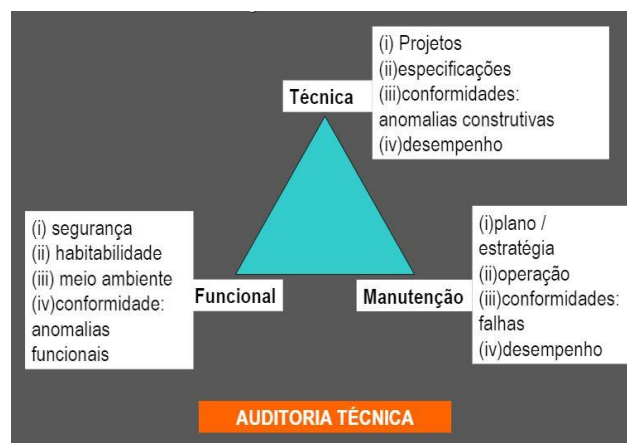 (i) Projetos
(ii)especificações
(iii)conformidades:
anomalias construtivas
(iv)desempenho
Técnica
(i) segurança
(ii) habitabilidade
(iii) meio ambiente
(iv)conformidade:
anomalias
funcionais
Funcional
Manutenção
(i)plano /
estratégia
(ii)operação
(iii)conformidades:
falhas
(iv)desempenho
AUDITORIA TÉCNICA